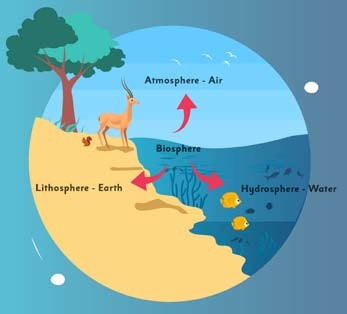 Atmosphere - Air
Biosphere
Lithosphere - Earth
Hydrosphere - Water